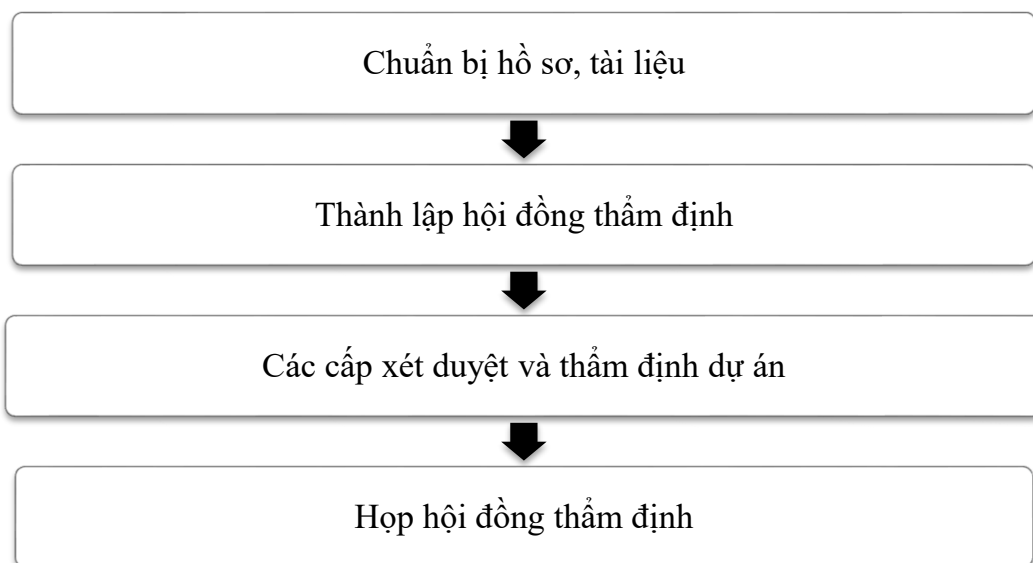 Chuẩn bị hồ sơ, tài liệu
Thành lập hội đồng thẩm định
Các cấp xét duyệt và thẩm định dự án
Họp hội đồng thẩm định